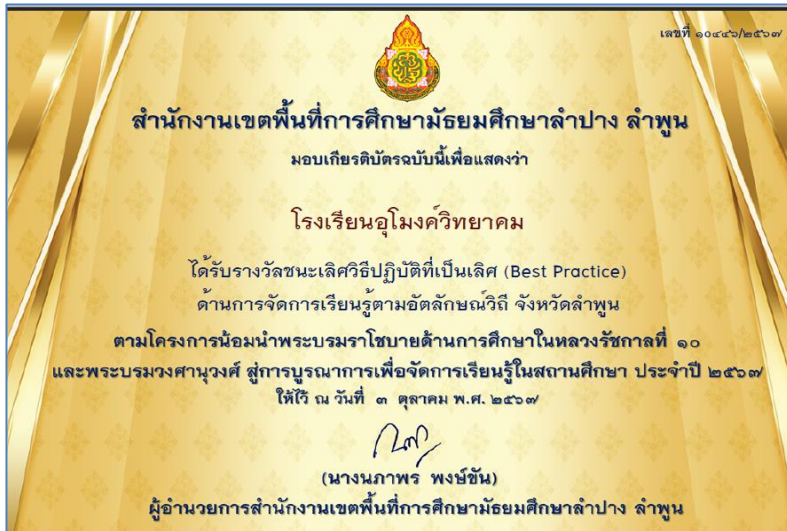 เลขที่ ๑๐๔๔๖/๒๕๖๗
สำนักงานเขตพื้นที่การศึกษามัธยมศึกษาลำปาง ลำพูน
มอบเกียรติบัตรฉบับนี้เพื่อแสดงว่า
โรงเรียนอุโมงค์วิทยาคม
ได้รับรางวัลชนะเลิศวิธีปฏิบัติที่เป็นเลิศ (Best Practice)
ด้านการจัดการเรียนรู้ตามอัตลักษณ์วิถี จังหวัดลำพูน
ตามโครงการน้อมนำพระบรมราโชบายด้านการศึกษาในหลวงรัชกาลที่ ๑๐
และพระบรมวงศานุวงศ์ สู่การบูรณาการเพื่อจัดการเรียนรู้ในสถานศึกษา ประจำปี ๒๕๖๗
ให้ไว้ ณ วันที่ ๓ ตุลาคม พ.ศ. ๒๕๖๗
(นางนภาพร พงษ์ขัน)
ผู้อำนวยการสำนักงานเขตพื้นที่การศึกษามัธยมศึกษาลำปาง ลำพูน